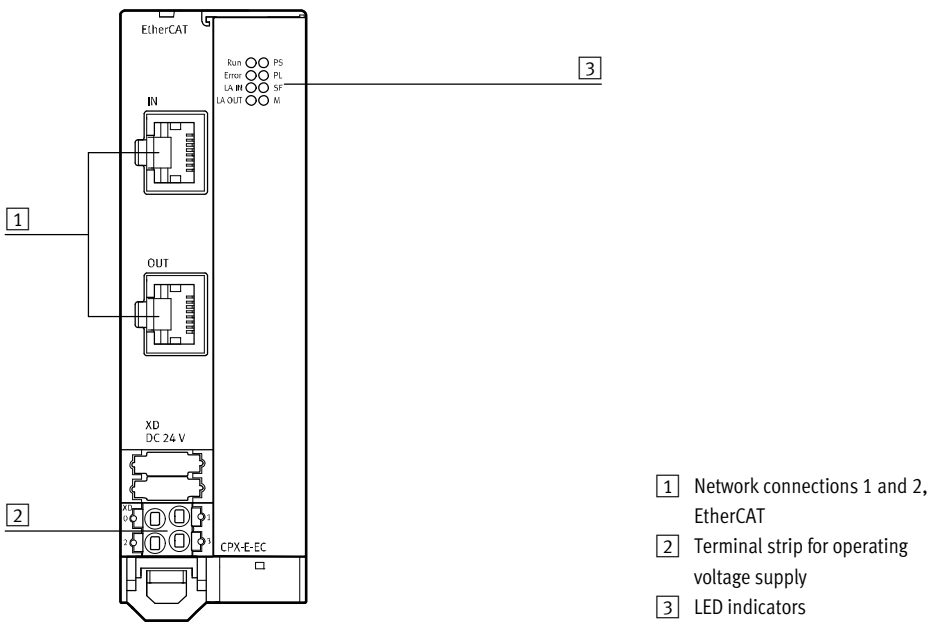 EtherCAT
Run PS
Error PL
LA IN SF
LA OUT M
3
IN
1
OUT
XD
DC 24 V
2
XD
0 1
2 3
CPX-E-EC
1 Network connections 1 and 2,
EtherCAT
2 Terminal strip for operating
voltage supply
3 LED indicators